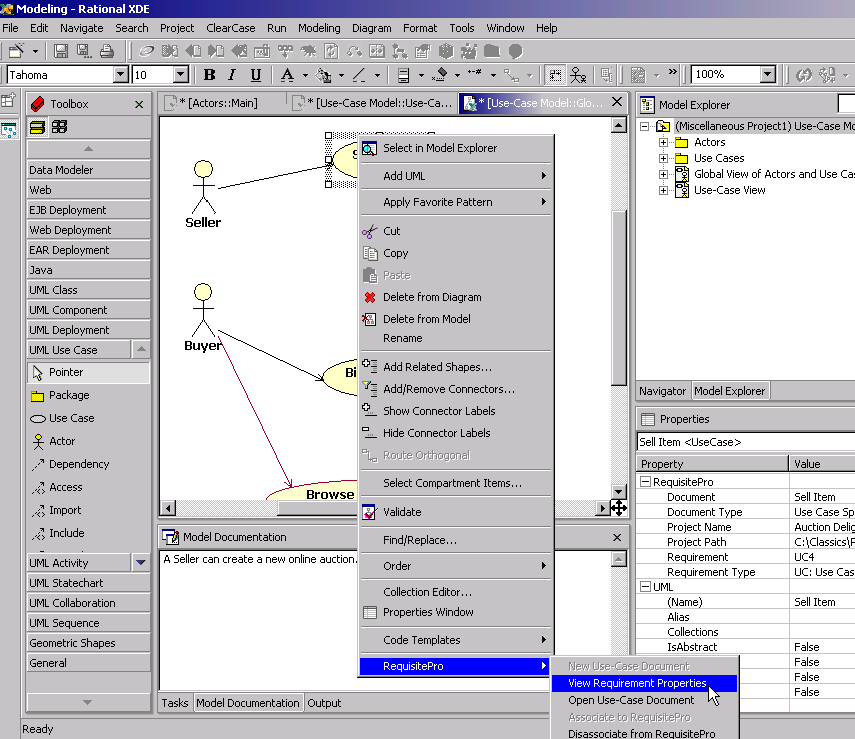 Modeling - Rational XDE
File Edit Navigate Search Project ClearCase Run Modeling Diagram Format Tools Window Help
Tahoma 10 B I U A 100%
Toolbox
Data Modeler
Web
EJB Deployment
Web Deployment
EAR Deployment
Java
UML Class
UML Component
UML Deployment
UML Use Case
Pointer
Package
Use Case
Actor
Dependency
Access
Import
Include
UML Activity
UML Statechart
UML Collaboration
UML Sequence
Geometric Shapes
General
* [Actors::Main] * [Use-Case Model::Use-Ca... * [Use-Case Model::Glo...
Seller
Buyer
Bi
Browse
Select in Model Explorer
Add UML
Apply Favorite Pattern
Cut
Copy
Paste
Delete from Diagram
Delete from Model
Rename
Add Related Shapes...
Add/Remove Connectors...
Show Connector Labels
Hide Connector Labels
Route Orthogonal
Select Compartment Items...
Validate
Find/Replace...
Order
Collection Editor...
Properties Window
Code Templates
RequisitePro
New Use-Case Document
View Requirement Properties
Open Use-Case Document
Associate to RequisitePro
Disassociate from RequisitePro
Model Documentation
A Seller can create a new online auction.
Tasks Model Documentation Output
Model Explorer
(Miscellaneous Project1) Use-Case Mo
Actors
Use Cases
Global View of Actors and Use Cas
Use-Case View
Navigator Model Explorer
Properties
Sell Item <UseCase>
Property Value
RequisitePro
Document Sell Item
Document Type Use Case Sp
Project Name Auction Delig
Project Path C:\Classics\F
Requirement UC4
Requirement Type UC: Use Cas
UML
(Name) Sell Item
Alias
Collections
IsAbstract False
False
False
False
Ready